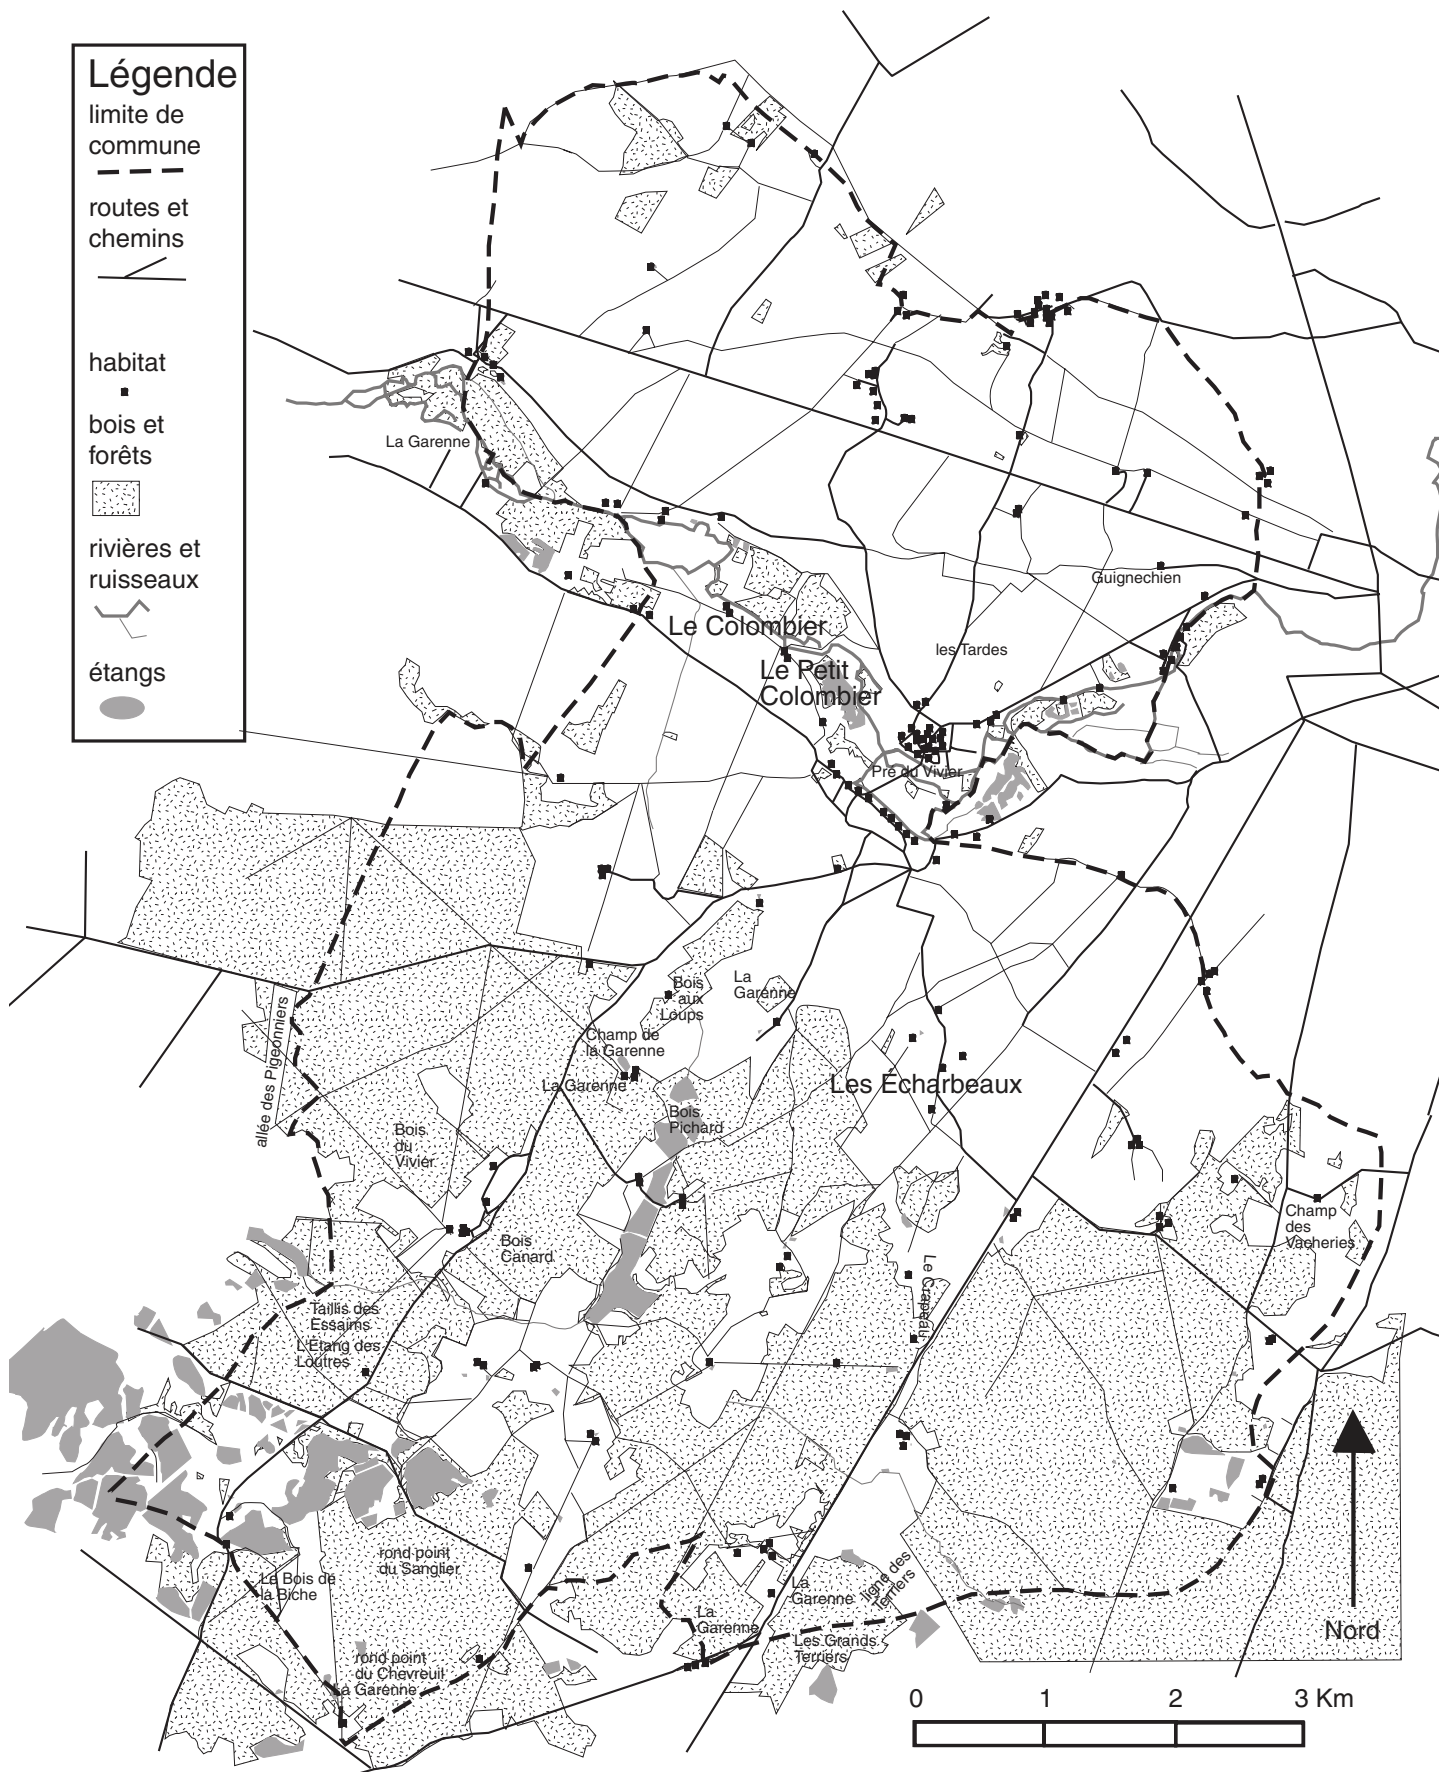 Légende
limite de
commune
routes et
chemins
habitat
bois et
forêts
rivières et
ruisseaux
étangs
La Garenne
Guignechien
Le Colombier
les Tardes
Le Petit
Colombier
Pré du Vivier
La
Garenne
Bois
aux
Loups
Champ de
la Garenne
La Garenne
Les Echarbeaux
allée des Pigeonniers
Bois
Pichard
Bois
du
Vivier
Bois
Canard
Champ
des
Vacheries
Le Crapeau
Taillis des
Essaims
L'Etang des
Loutres
rond point
du Sanglier
Le Bois de
la Biche
La
Garenne
ligne des
Terriers
La
Garenne
Les Grands
Terriers
rond point
du Chevreuil
La Garenne
Nord
0 1 2 3 Km